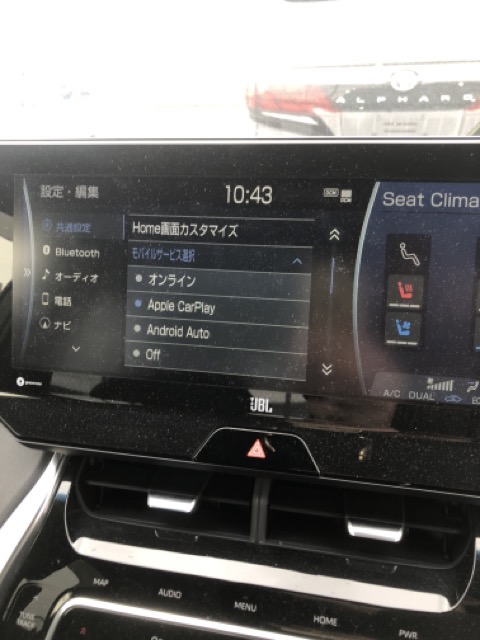 ALPHARD
設定・編集
10:43
DCM
Seat Clima
共通設定
Home画面カスタマイズ
Bluetooth
モバイルサービス選択
オーディオ
オンライン
電話
Apple CarPlay
ナビ
Android Auto
Off
A/C DUAL
JBL
MAP
AUDIO
MENU
HOME
PWR
TUNE
TRACK